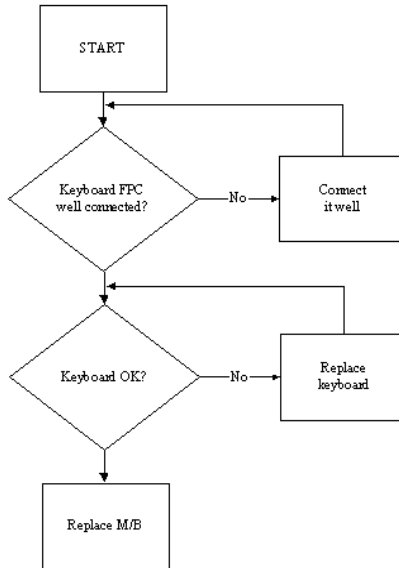 START
Keyboard FPC
well connected?
No
Connect
it well
Keyboard OK?
No
Replace
keyboard
Replace M/B